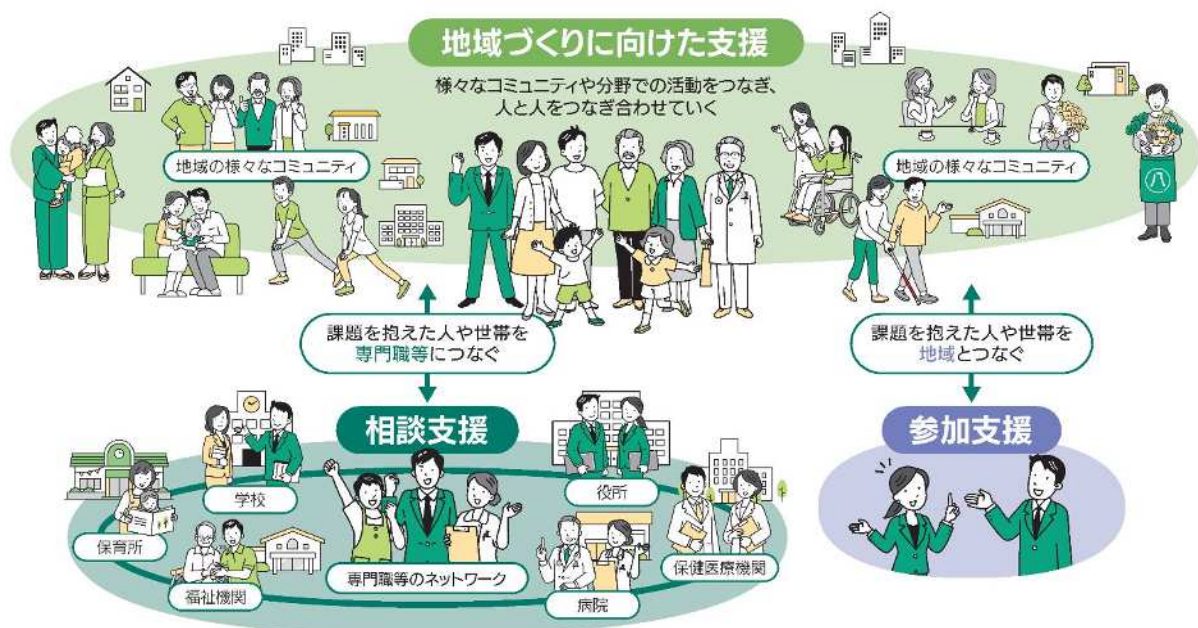 地域づくりに向けた支援
様々なコミュニティや分野での活動をつなぎ、
人と人をつなぎ合わせていく
地域の様々なコミュニティ
地域の様々なコミュニティ
八
課題を抱えた人や世帯を
専門職等につなぐ
課題を抱えた人や世帯を
地域とつなぐ
相談支援
参加支援
学校
役所
保育所
保健医療機関
福祉機関
専門職等のネットワーク
病院